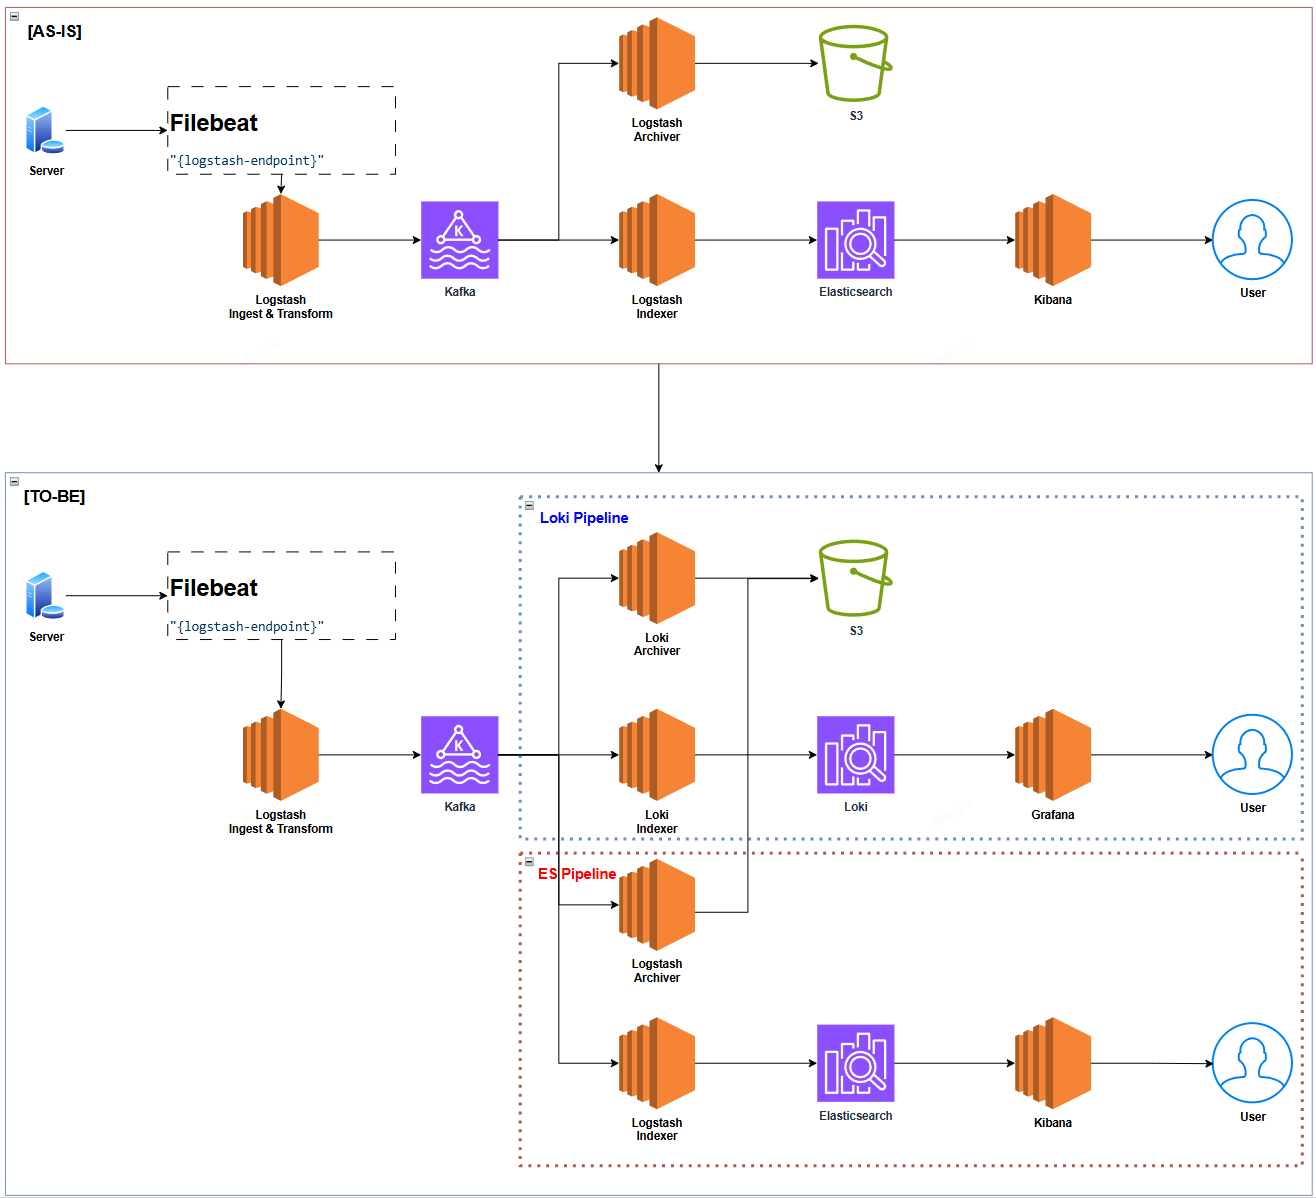 [AS-IS]
Filebeat
"{logstash-endpoint}"
Server
Logstash
Archiver
S3
Logstash
Ingest & Transform
K
Kafka
Logstash
Indexer
Elasticsearch
Kibana
User
[TO-BE]
Loki Pipeline
Filebeat
"{logstash-endpoint}"
Server
Loki
Archiver
S3
Logstash
Ingest & Transform
K
Kafka
Loki
Indexer
Loki
Grafana
User
ES Pipeline
Logstash
Archiver
Logstash
Indexer
Elasticsearch
Kibana
User